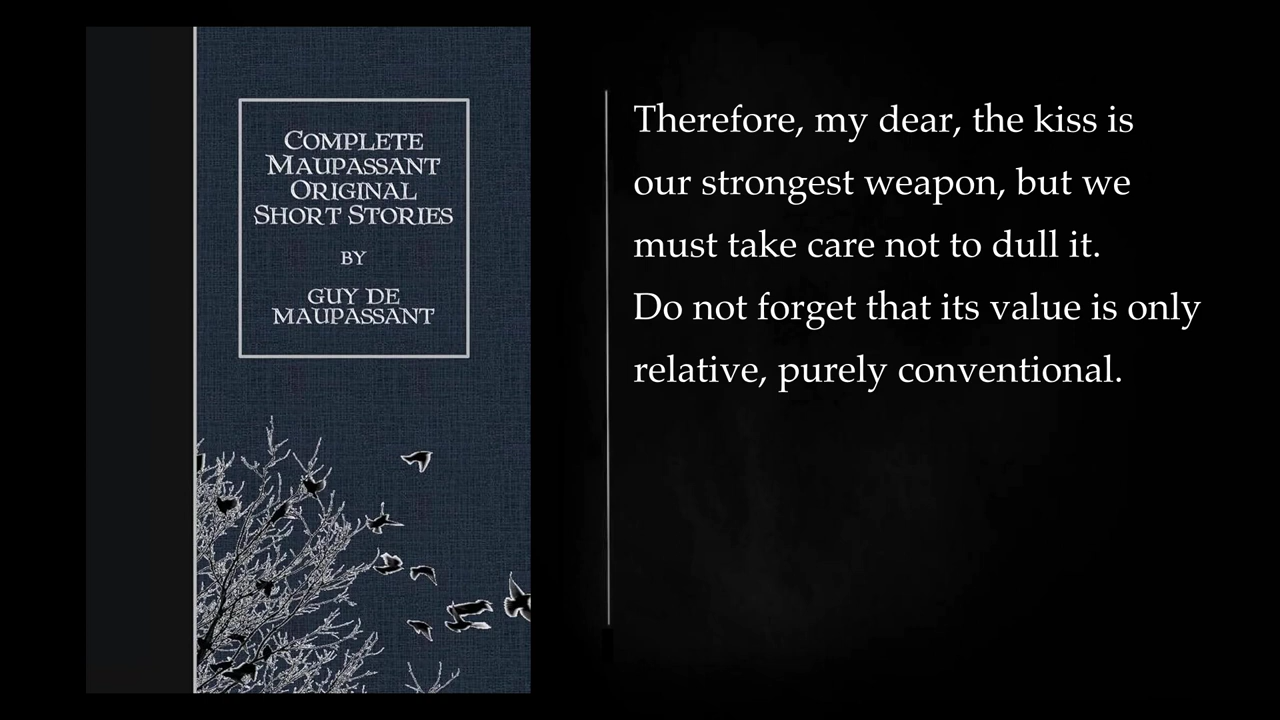 COMPLETE
MAUPASSANT
ORIGINAL
SHORT STORIES
BY
GUY DE
MAUPASSANT
Therefore, my dear, the kiss is
our strongest weapon, but we
must take care not to dull it.
Do not forget that its value is only
relative, purely conventional.